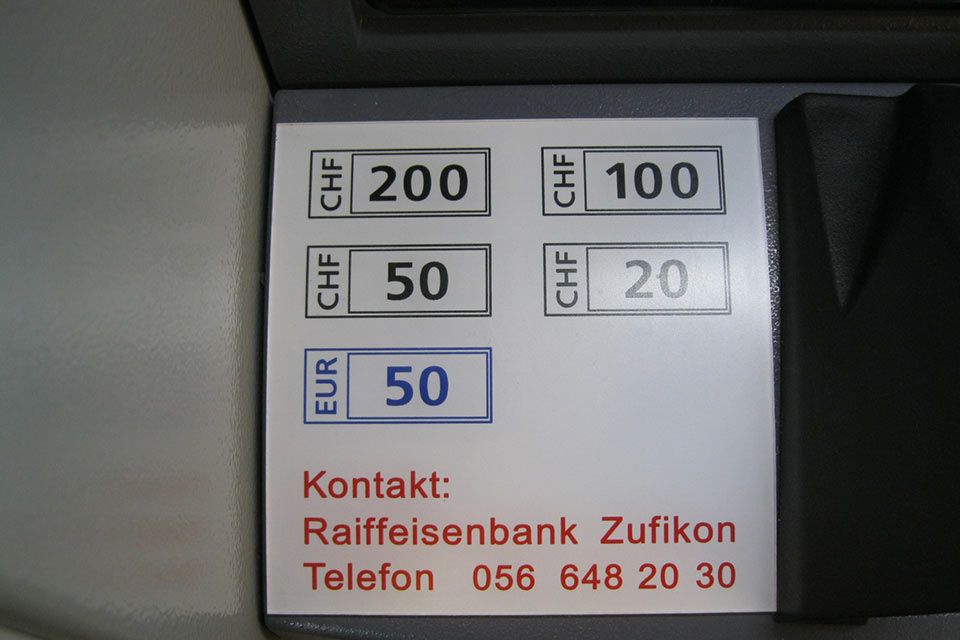 CHF 200 CHF 100
CHF 50 CHF 20
EUR 50
Kontakt:
Raiffeisenbank Zufikon
Telefon 056 648 20 30